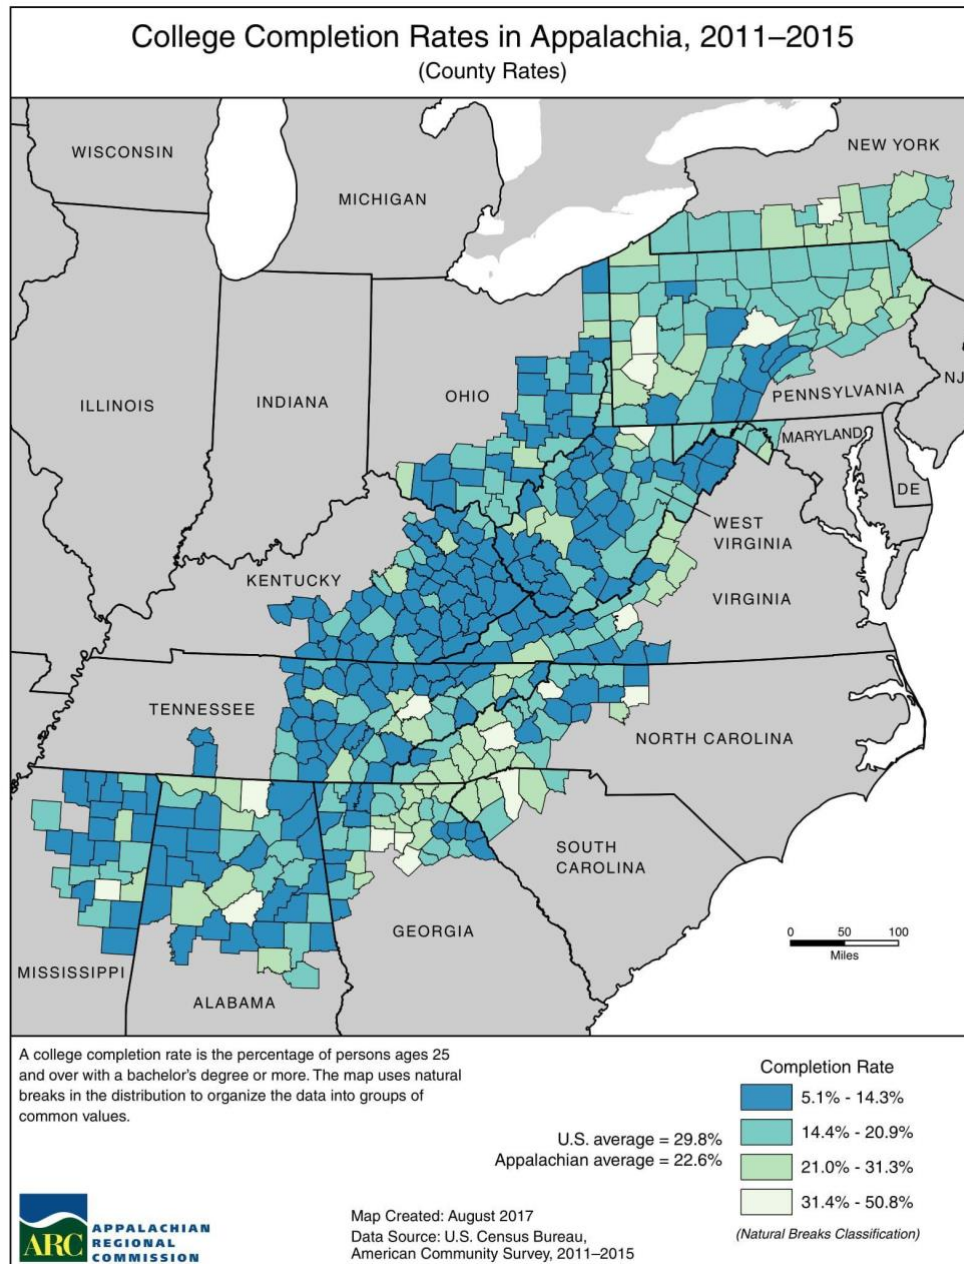 College Completion Rates in Appalachia, 2011–2015
(County Rates)
WISCONSIN
MICHIGAN
NEW YORK
ILLINOIS
INDIANA
OHIO
PENNSYLVANIA
NJ
MARYLAND
DE
WEST
VIRGINIA
KENTUCKY
VIRGINIA
TENNESSEE
NORTH CAROLINA
SOUTH
CAROLINA
GEORGIA
MISSISSIPPI
ALABAMA
0 50 100
Miles
A college completion rate is the percentage of persons ages 25
and over with a bachelor's degree or more. The map uses natural
breaks in the distribution to organize the data into groups of
common values.
U.S. average = 29.8%
Appalachian average = 22.6%
Completion Rate
5.1% - 14.3%
14.4% - 20.9%
21.0% - 31.3%
31.4% - 50.8%
(Natural Breaks Classification)
ARC
APPALACHIAN
REGIONAL
COMMISSION
Map Created: August 2017
Data Source: U.S. Census Bureau,
American Community Survey, 2011–2015